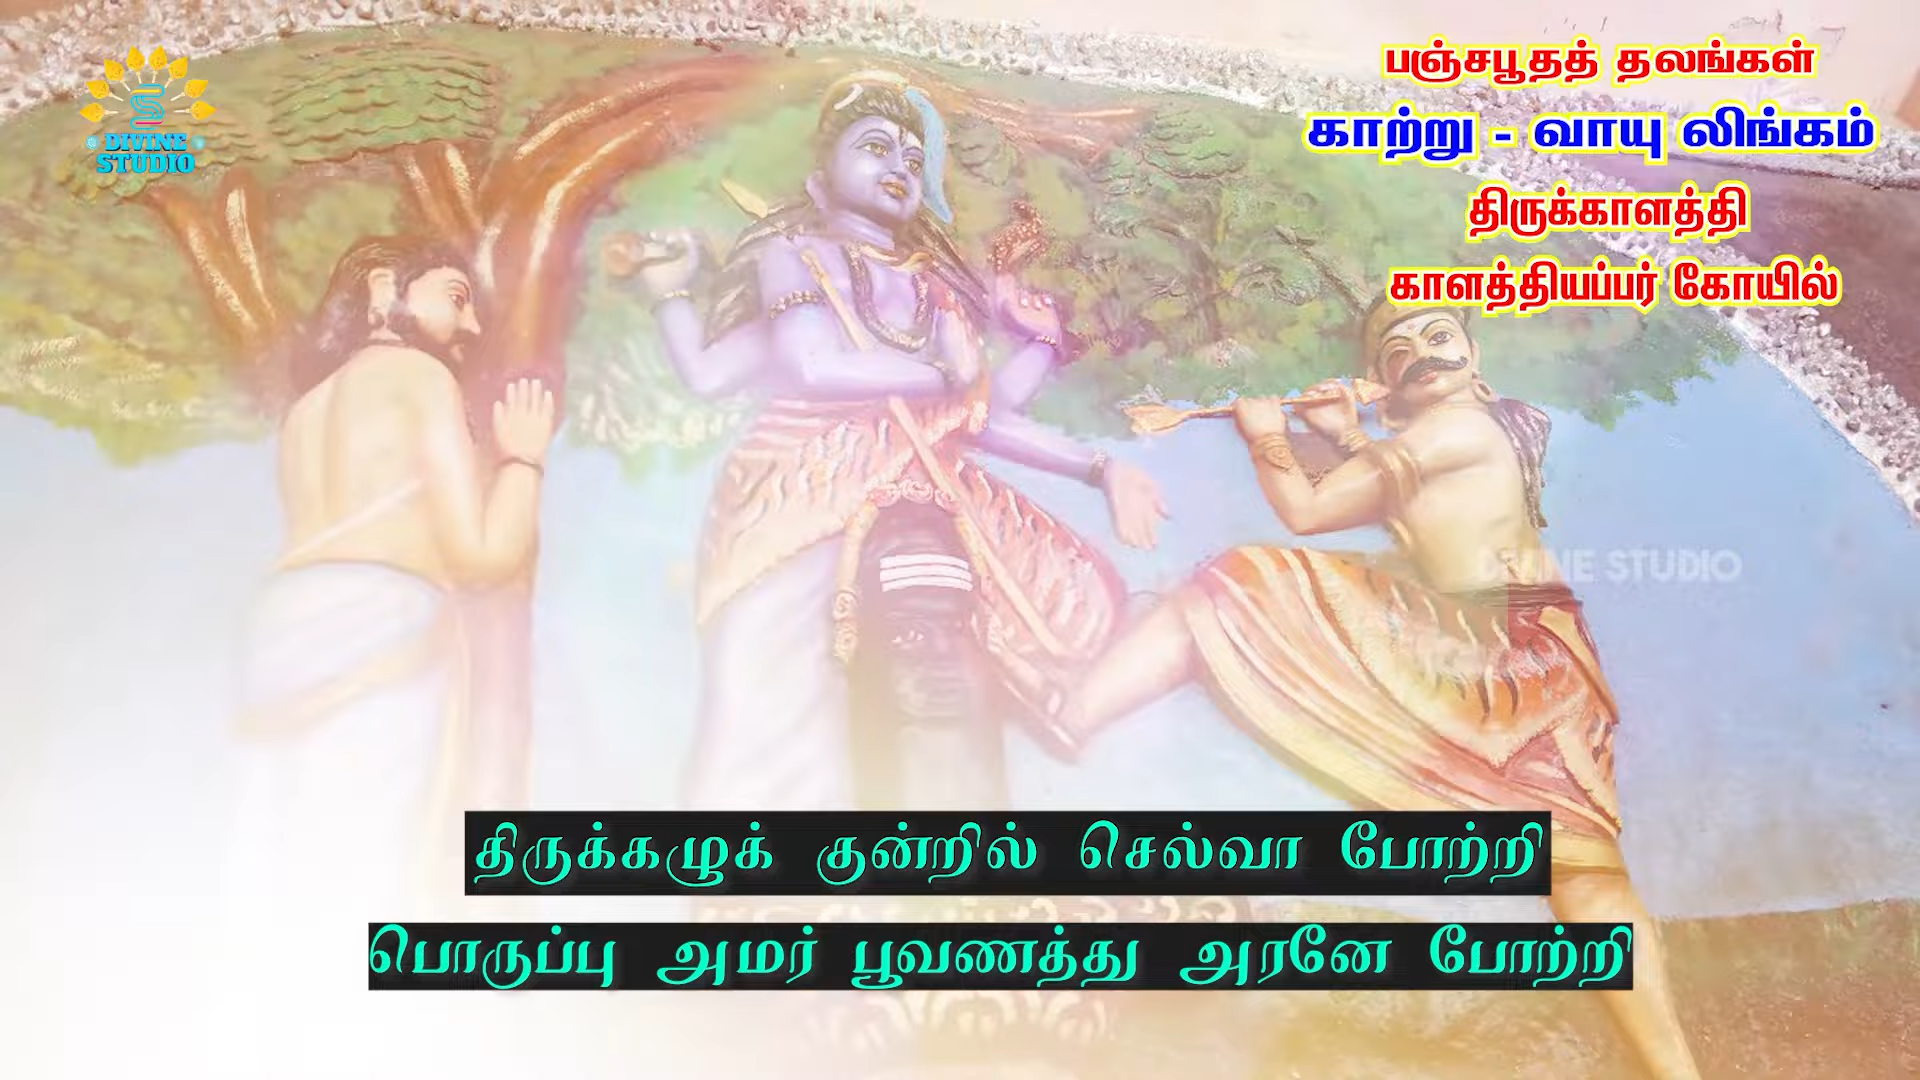 DIVINE
STUDIO
பஞ்சபூதத் தலங்கள்
காற்று - வாயு லிங்கம்
திருக்காளத்தி
காளத்தியப்பர் கோயில்
DIVINE STUDIO
திருக்கழுக் குன்றில் செல்வா போற்றி
பொருப்பு அமர் பூவணத்து அரனே போற்றி